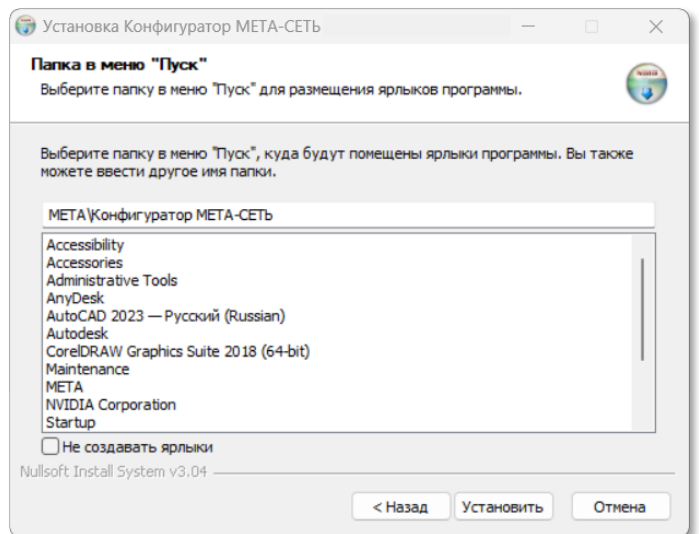 Установка Конфигуратор МЕТА-СЕТЬ
Папка в меню "Пуск"
Выберите папку в меню "Пуск" для размещения ярлыков программы.
Выберите папку в меню "Пуск", куда будут помещены ярлыки программы. Вы также
можете ввести другое имя папки.
МЕТА\Конфигуратор МЕТА-СЕТЬ
Accessibility
Accessories
Administrative Tools
AnyDesk
AutoCAD 2023 — Русский (Russian)
Autodesk
CorelDRAW Graphics Suite 2018 (64-bit)
Maintenance
META
NVIDIA Corporation
Startup
Не создавать ярлыки
Nullsoft Install System v3.04
< Назад
Установить
Отмена